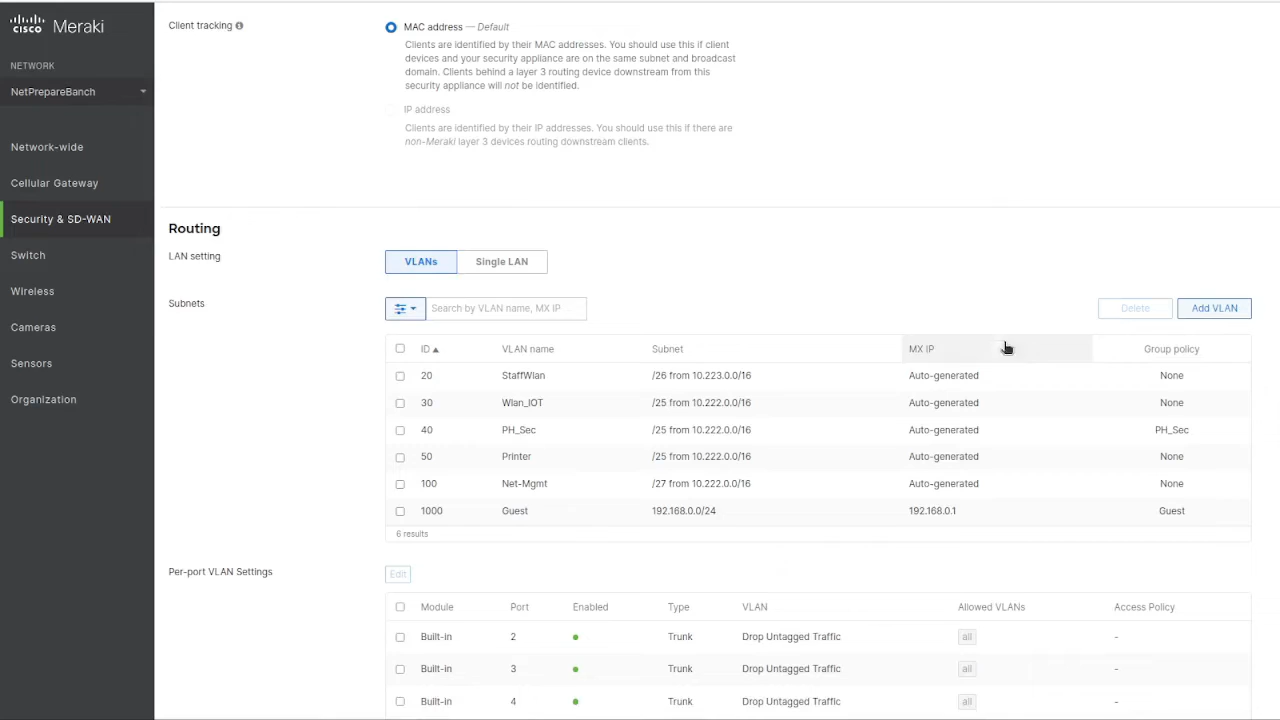 CISCO Meraki
NETWORK
NetPrepareBanch
Network-wide
Cellular Gateway
Security & SD-WAN
Switch
Wireless
Cameras
Sensors
Organization
Client tracking
MAC address — Default
Clients are identified by their MAC addresses. You should use this if client
devices and your security appliance are on the same subnet and broadcast
domain. Clients behind a layer 3 routing device downstream from this
security appliance will not be identified.
IP address
Clients are identified by their IP addresses. You should use this if there are
non-Meraki layer 3 devices routing downstream clients.
Routing
LAN setting
VLANs Single LAN
Subnets
Search by VLAN name, MX IP
Delete Add VLAN
ID ▲ VLAN name Subnet MX IP Group policy
20 StaffWlan /26 from 10.223.0.0/16 Auto-generated None
30 Wlan_IOT /25 from 10.222.0.0/16 Auto-generated None
40 PH_Sec /25 from 10.222.0.0/16 Auto-generated PH_Sec
50 Printer /25 from 10.222.0.0/16 Auto-generated None
100 Net-Mgmt /27 from 10.222.0.0/16 Auto-generated None
1000 Guest 192.168.0.0/24 192.168.0.1 Guest
6 results
Per-port VLAN Settings
Edit
Module Port Enabled Type VLAN Allowed VLANs Access Policy
Built-in 2 Trunk Drop Untagged Traffic all -
Built-in 3 Trunk Drop Untagged Traffic all -
Built-in 4 Trunk Drop Untagged Traffic all -